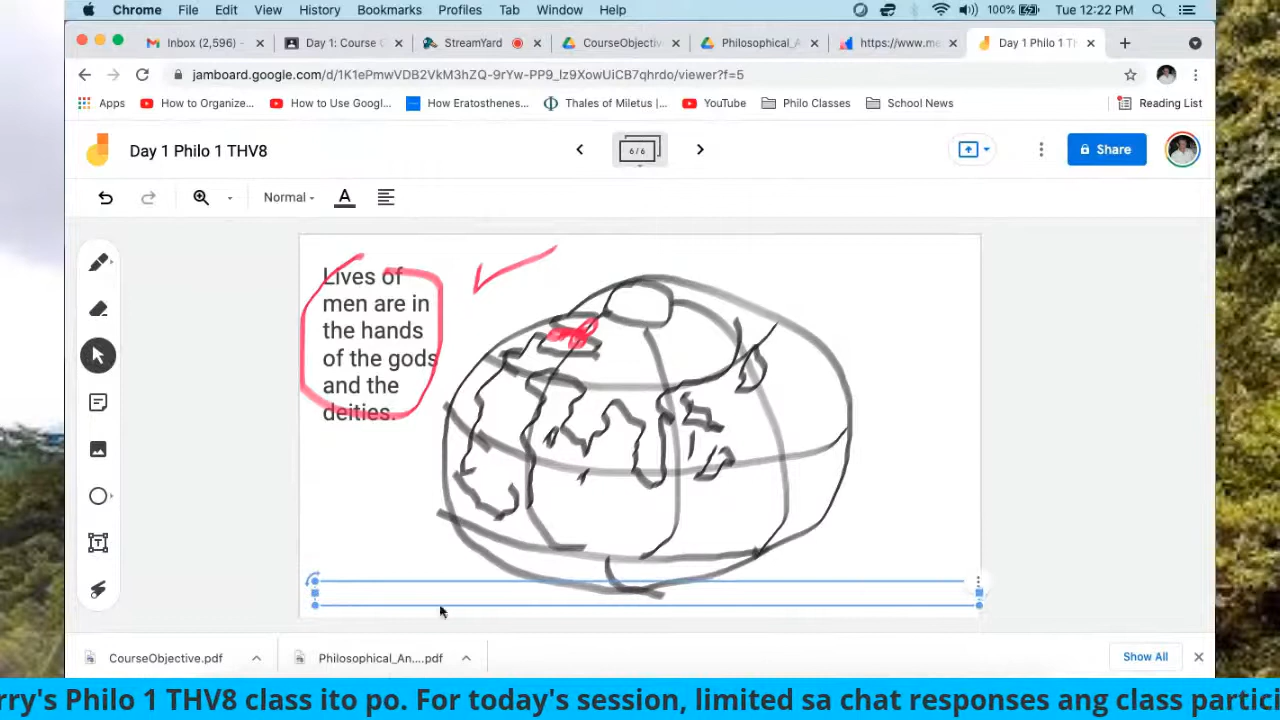 Chrome File Edit View History Bookmarks Profiles Tab Window Help 100% Tue 12:22 PM
Inbox (2,596) - Day 1: Course StreamYard CourseObjective Philosophical_A https://www.me Day 1 Philo 1 TH
jamboard.google.com/d/1K1ePmwVDB2VkM3hZQ-9rYw-PP9_lz9XowUiCB7qhrdo/viewer?f=5
Apps How to Organize... How to Use Googl... How Eratosthenes... Thales of Miletus |... YouTube Philo Classes School News Reading List
Day 1 Philo 1 THV8 6/6 Share
Normal
Lives of
men are in
the hands
of the gods
and the
deities.
CourseObjective.pdf Philosophical_An....pdf Show All
rry's Philo 1 THV8 class ito po. For today's session, limited sa chat responses ang class partici